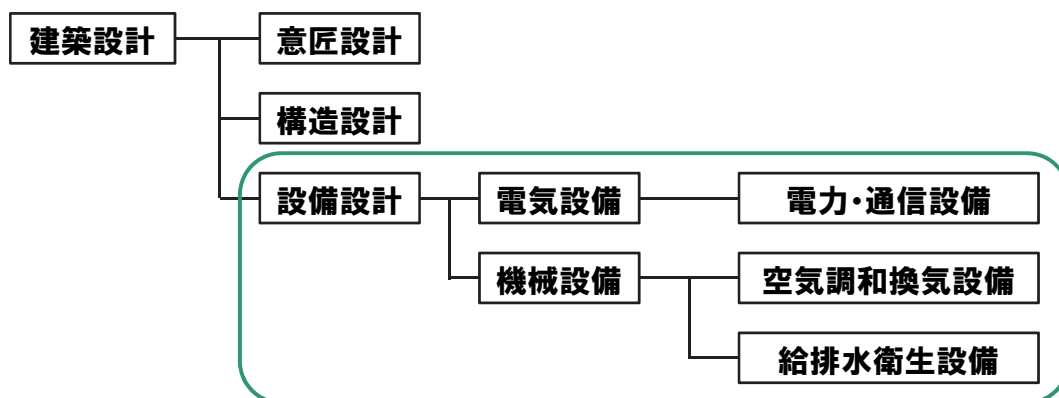 建築設計
意匠設計
構造設計
設備設計
電気設備
電力・通信設備
機械設備
空気調和換気設備
給排水衛生設備